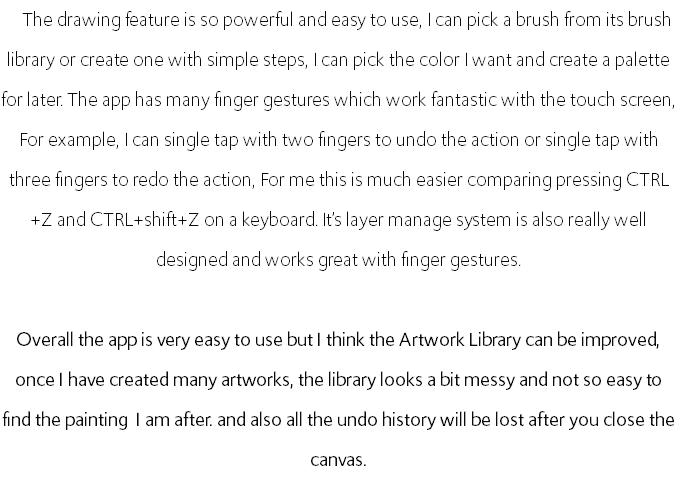 The drawing feature is so powerful and easy to use, I can pick a brush from its brush
library or create one with simple steps, I can pick the color I want and create a palette
for later. The app has many finger gestures which work fantastic with the touch screen,
For example, I can single tap with two fingers to undo the action or single tap with
three fingers to redo the action, For me this is much easier comparing pressing CTRL
+Z and CTRL+shift+Z on a keyboard. It's layer manage system is also really well
designed and works great with finger gestures.
Overall the app is very easy to use but I think the Artwork Library can be improved,
once I have created many artworks, the library looks a bit messy and not so easy to
find the painting I am after. and also all the undo history will be lost after you close the
canvas.